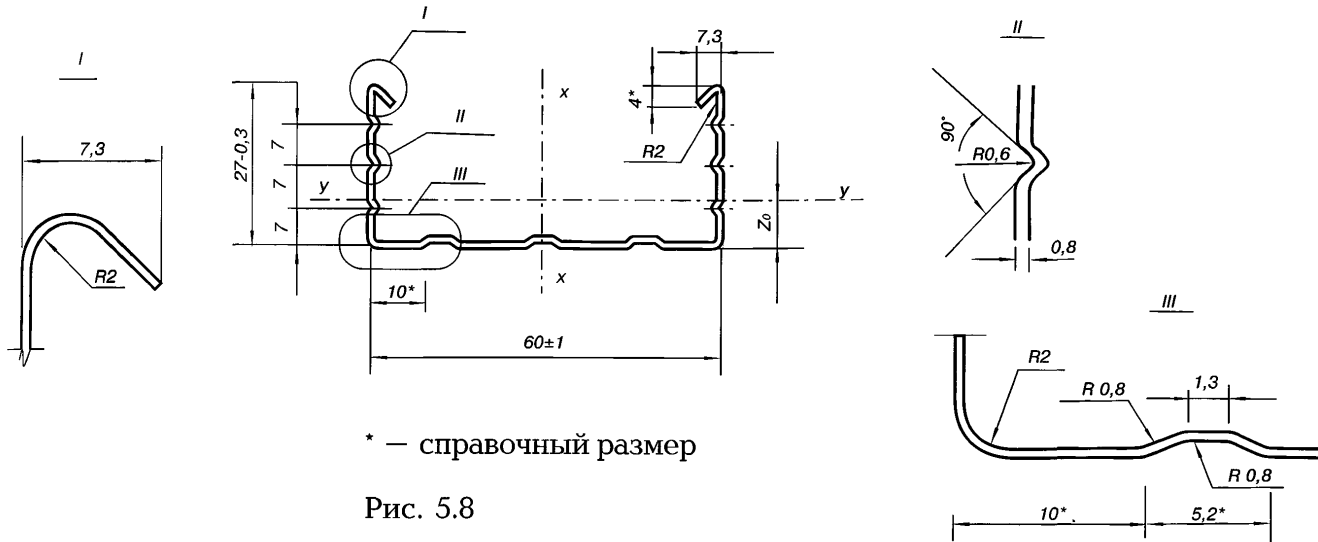 I
7,3
R2
I
7,3
x
4*
II
R2
27-0,3
7
7
7
III
y
y
Z₀
x
10*
60±1
II
90°
R0,6
0,8
III
R2
1,3
R 0,8
R 0,8
10*.
5,2*
* — справочный размер
Рис. 5.8